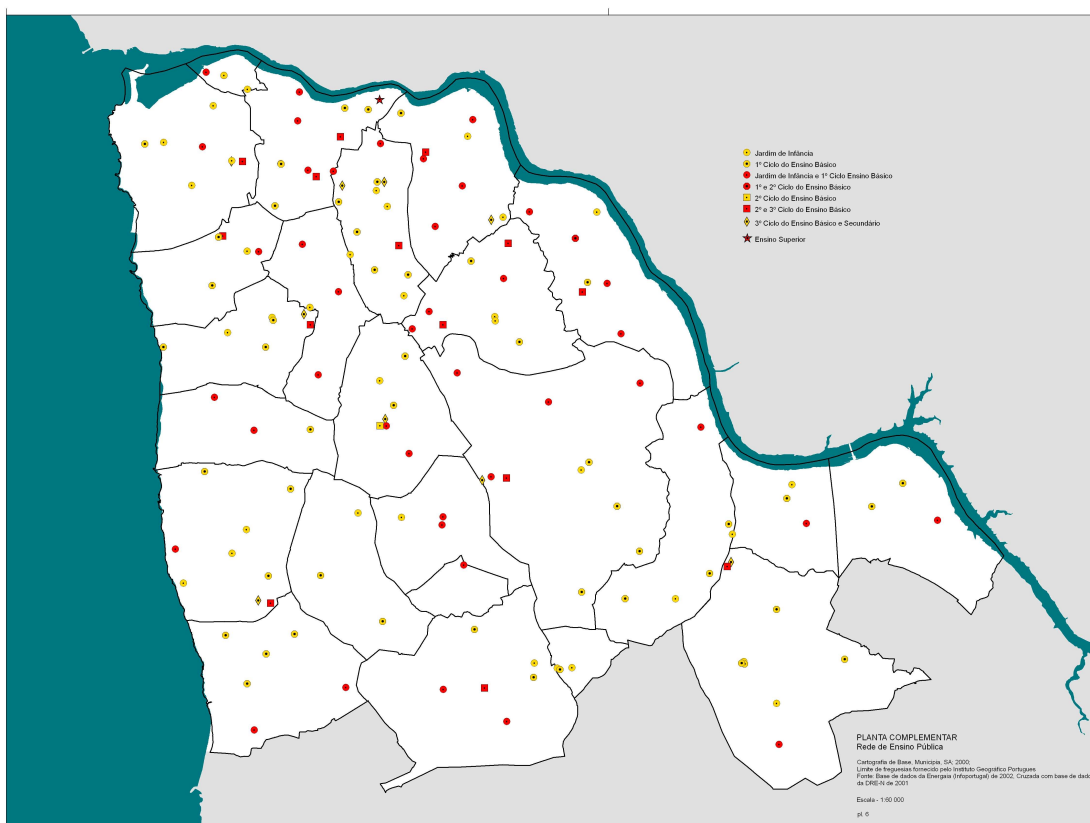 Jardim de Infância
1º Ciclo do Ensino Básico
Jardim de Infância e 1º Ciclo Ensino Básico
1º e 2º Ciclo do Ensino Básico
2º Ciclo do Ensino Básico
2º e 3º Ciclo do Ensino Básico
3º Ciclo do Ensino Básico e Secundário
Ensino Superior
PLANTA COMPLEMENTAR
Rede de Ensino Pública
Cartografia de Base, Municípia, SA; 2000;
Limite de freguesias fornecido pelo Instituto Geográfico Portugues
Fonte: Base de dados da Energaia (Infoportugal) de 2002, Cruzada com base de dado
da DRE-N de 2001
Escala - 1:60 000
pl. 6